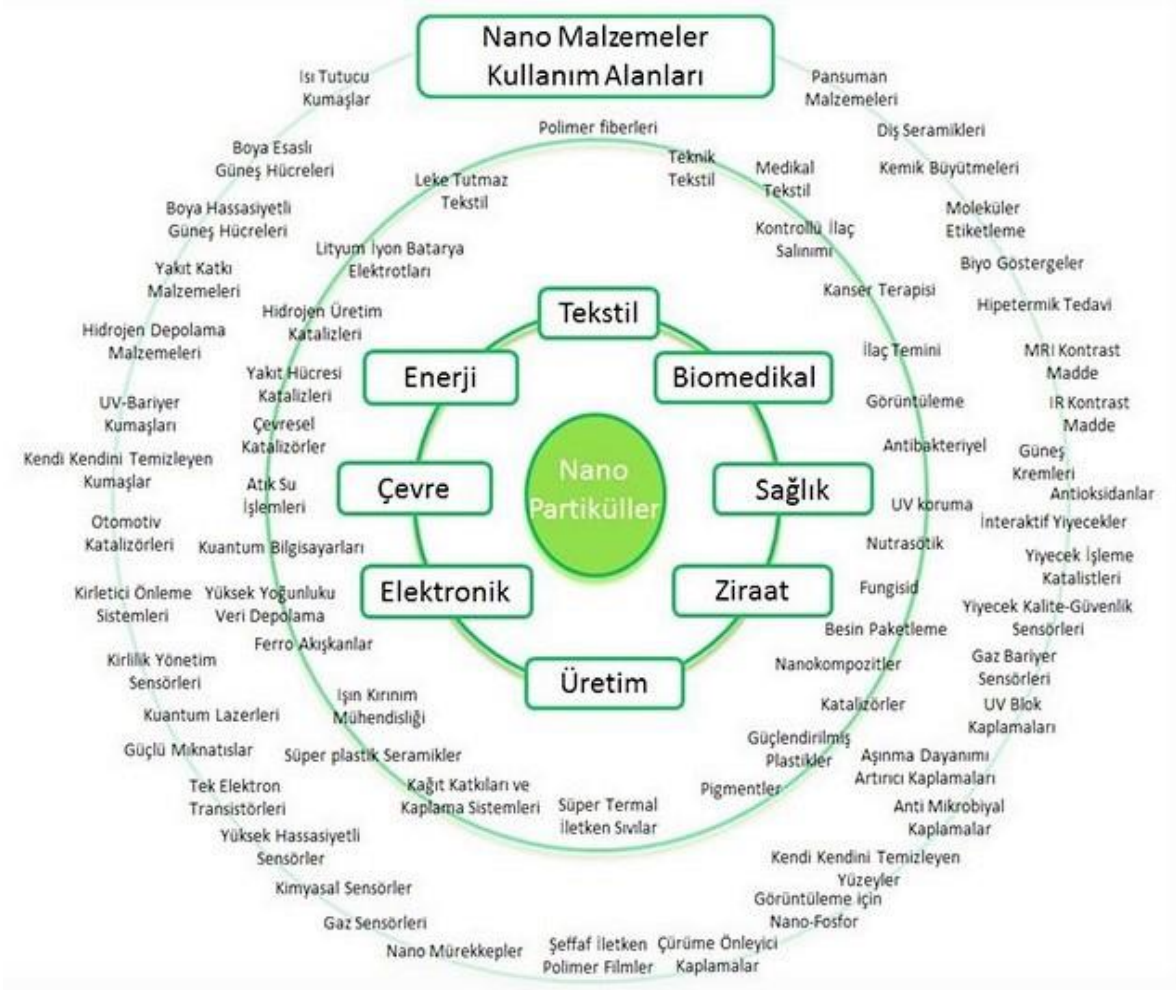 Nano Malzemeler
Kullanım Alanları
Isı Tutucu
Kumaşlar
Boya Esaslı
Güneş Hücreleri
Boya Hassasiyetli
Güneş Hücreleri
Yakıt Katkı
Malzemeleri
Hidrojen Depolama
Malzemeleri
UV-Bariyer
Kumaşları
Kendi Kendini Temizleyen
Kumaşlar
Otomotiv
Katalizörleri
Kirletici Önleme
Sistemleri
Kirlilik Yönetim
Sensörleri
Kuantum Lazerleri
Güçlü Mıknatıslar
Tek Elektron
Transistörleri
Yüksek Hassasiyetli
Sensörler
Kimyasal Sensörler
Gaz Sensörleri
Nano Mürekkepler
Şeffaf İletken
Polimer Filmler
Çürüme Önleyici
Kaplamalar
Polimer fiberleri
Leke Tutmaz
Tekstil
Lityum İyon Batarya
Elektrotları
Hidrojen Üretim
Katalizleri
Yakıt Hücresi
Katalizleri
Çevresel
Katalizörler
Atık Su
İşlemleri
Kuantum Bilgisayarları
Yüksek Yoğunluku
Veri Depolama
Ferro Akışkanlar
Işın Kırınım
Mühendisliği
Süper plastik Seramikler
Kağıt Katkıları ve
Kaplama Sistemleri
Süper Termal
İletken Sıvılar
Tekstil
Enerji
Biomedikal
Çevre
Nano
Partiküller
Sağlık
Elektronik
Ziraat
Üretim
Teknik
Tekstil
Medikal
Tekstil
Kontrollü İlaç
Salınımı
Kanser Terapisi
İlaç Temini
Görüntüleme
Antibakteriyel
UV koruma
Nutrasötik
Fungisid
Besin Paketleme
Nanokompozitler
Katalizörler
Güçlendirilmiş
Plastikler
Pigmentler
Pansuman
Malzemeleri
Diş Seramikleri
Kemik Büyütmeleri
Moleküler
Etiketleme
Biyo Göstergeler
Hipetermik Tedavi
MRI Kontrast
Madde
IR Kontrast
Madde
Güneş
Kremleri
Antioksidanlar
İnteraktif Yiyecekler
Yiyecek İşleme
Katalistleri
Yiyecek Kalite-Güvenlik
Sensörleri
Gaz Bariyer
Sensörleri
UV Blok
Kaplamaları
Aşınma Dayanımı
Artırıcı Kaplamaları
Anti Mikrobiyal
Kaplamalar
Kendi Kendini Temizleyen
Yüzeyler
Görüntüleme için
Nano-Fosfor